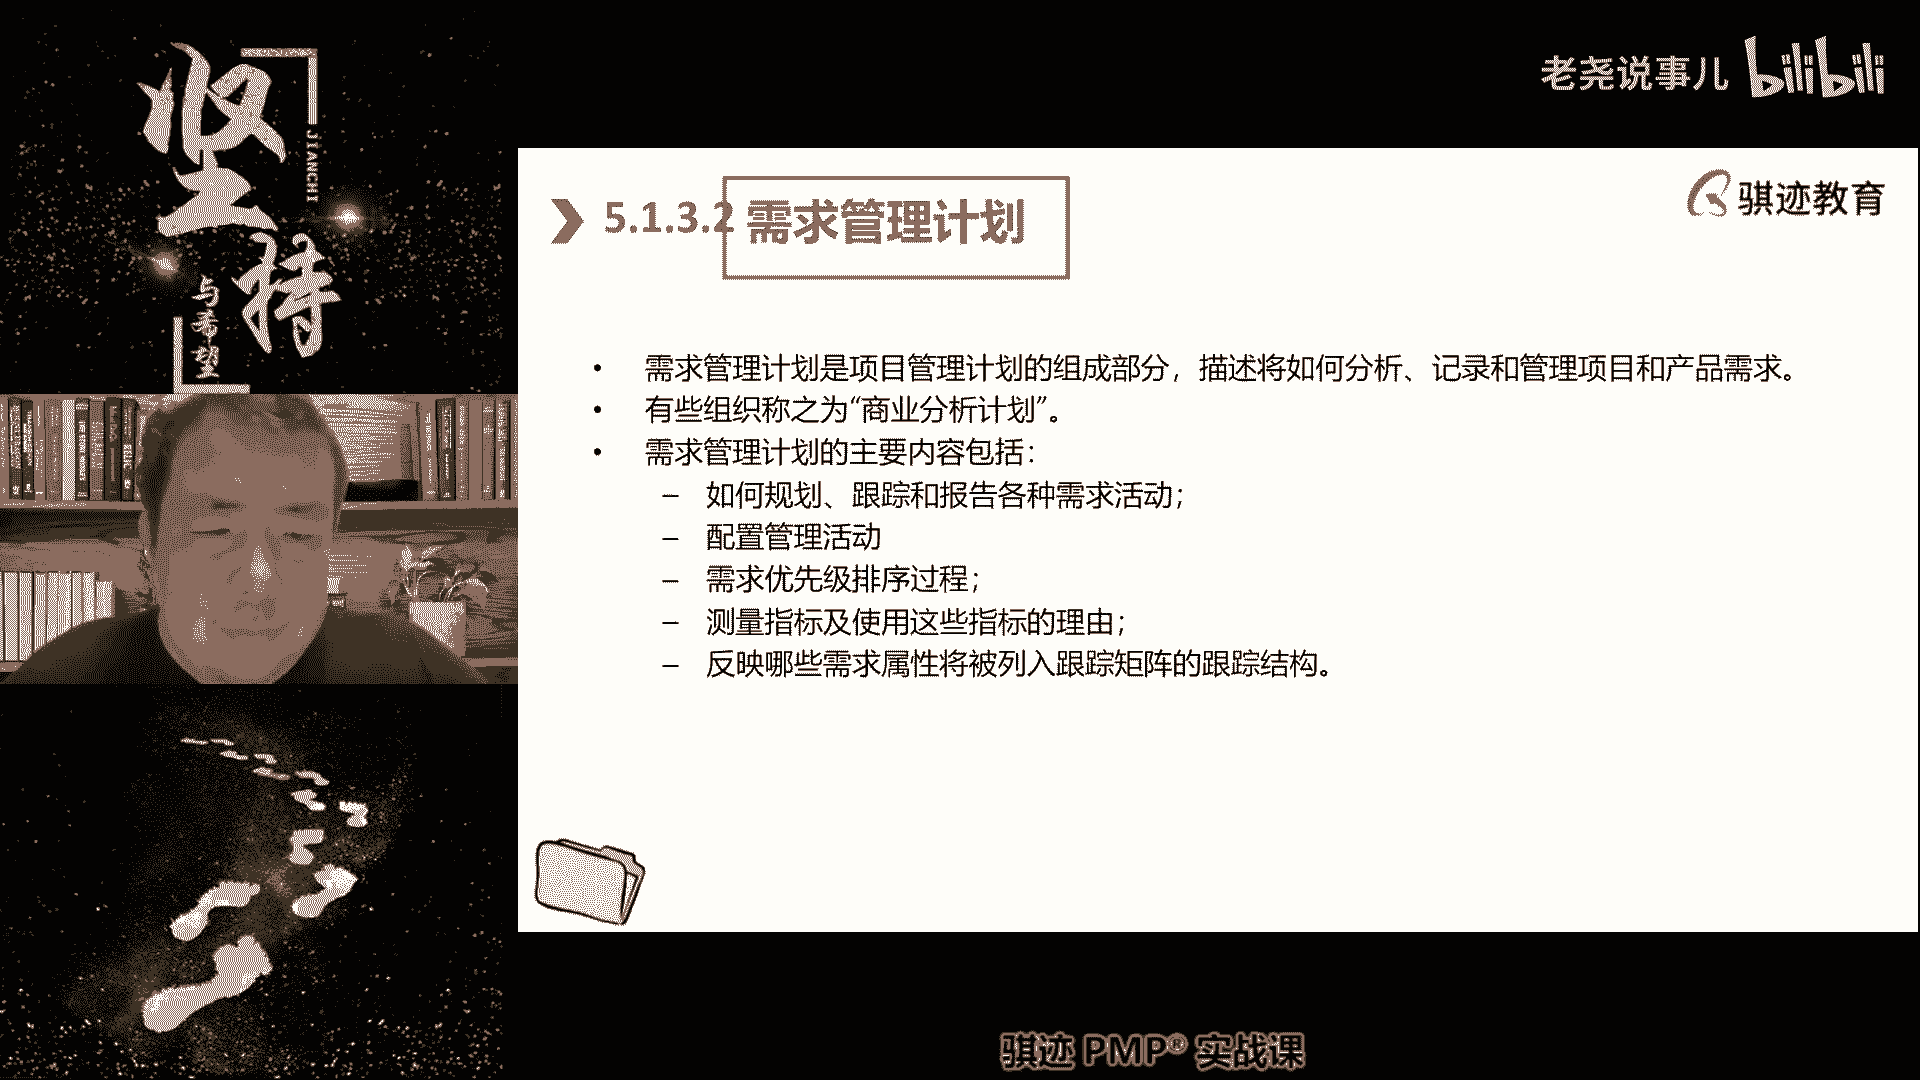 坚持
JIANCHI
与希望
老尧说事儿 bilibili
骐迹教育
5.1.3.2 需求管理计划
• 需求管理计划是项目管理计划的组成部分，描述将如何分析、记录和管理项目和产品需求。
• 有些组织称之为“商业分析计划”。
• 需求管理计划的主要内容包括：
– 如何规划、跟踪和报告各种需求活动；
– 配置管理活动
– 需求优先级排序过程；
– 测量指标及使用这些指标的理由；
– 反映哪些需求属性将被列入跟踪矩阵的跟踪结构。
骐迹 PMP® 实战课